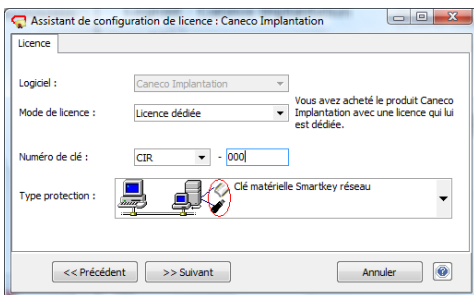 Assistant de configuration de licence : Caneco Implantation
Licence
Logiciel :
Caneco Implantation
Mode de licence :
Licence dédiée
Vous avez acheté le produit Caneco
Implantation avec une licence qui lui
est dédiée.
Numéro de clé :
CIR
-
000
Type protection :
Clé matérielle Smartkey réseau
<< Précédent
>> Suivant
Annuler